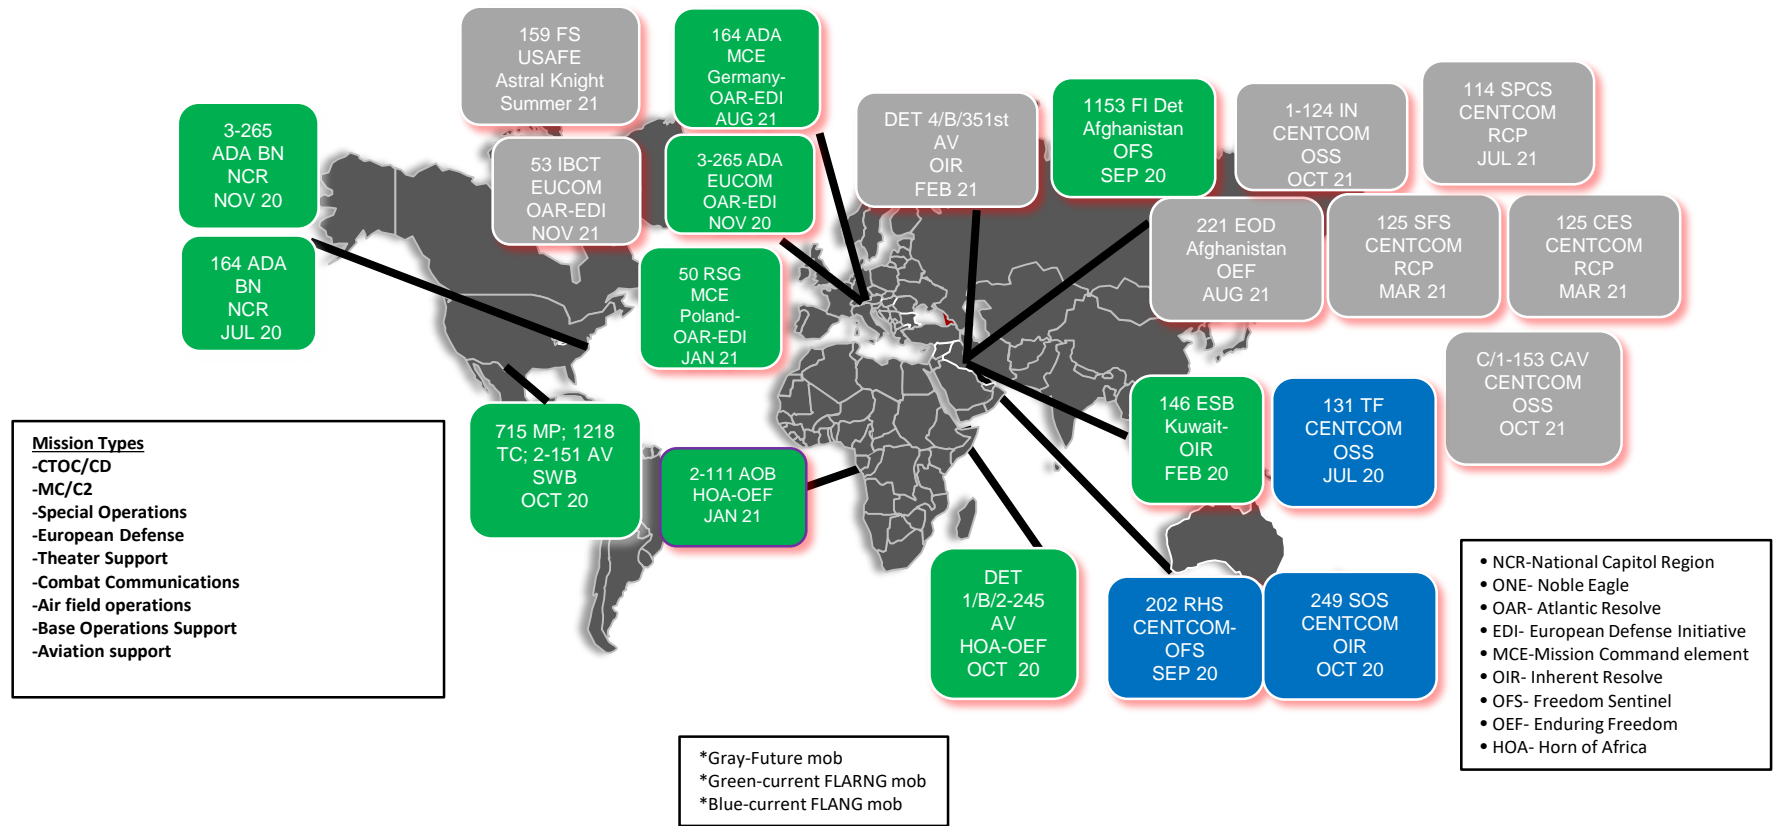 159 FS
USAFE
Astral Knight
Summer 21
164 ADA
MCE
Germany-
OAR-EDI
AUG 21
3-265
ADA BN
NCR
NOV 20
53 IBCT
EUCOM
OAR-EDI
NOV 21
3-265 ADA
EUCOM
OAR-EDI
NOV 20
DET 4/B/351st
AV
OIR
FEB 21
1153 FI Det
Afghanistan
OFS
SEP 20
1-124 IN
CENTCOM
OSS
OCT 21
114 SPCS
CENTCOM
RCP
JUL 21
164 ADA
BN
NCR
JUL 20
50 RSG
MCE
Poland-
OAR-EDI
JAN 21
221 EOD
Afghanistan
OEF
AUG 21
125 SFS
CENTCOM
RCP
MAR 21
125 CES
CENTCOM
RCP
MAR 21
C/1-153 CAV
CENTCOM
OSS
OCT 21
146 ESB
Kuwait-
OIR
FEB 20
131 TF
CENTCOM
OSS
JUL 20
715 MP; 1218
TC; 2-151 AV
SWB
OCT 20
2-111 AOB
HOA-OEF
JAN 21
DET
1/B/2-245
AV
HOA-OEF
OCT 20
202 RHS
CENTCOM-
OFS
SEP 20
249 SOS
CENTCOM
OIR
OCT 20
Mission Types
-CTOC/CD
-MC/C2
-Special Operations
-European Defense
-Theater Support
-Combat Communications
-Air field operations
-Base Operations Support
-Aviation support
• NCR-National Capitol Region
• ONE- Noble Eagle
• OAR- Atlantic Resolve
• EDI- European Defense Initiative
• MCE-Mission Command element
• OIR- Inherent Resolve
• OFS- Freedom Sentinel
• OEF- Enduring Freedom
• HOA- Horn of Africa
*Gray-Future mob
*Green-current FLARNG mob
*Blue-current FLANG mob